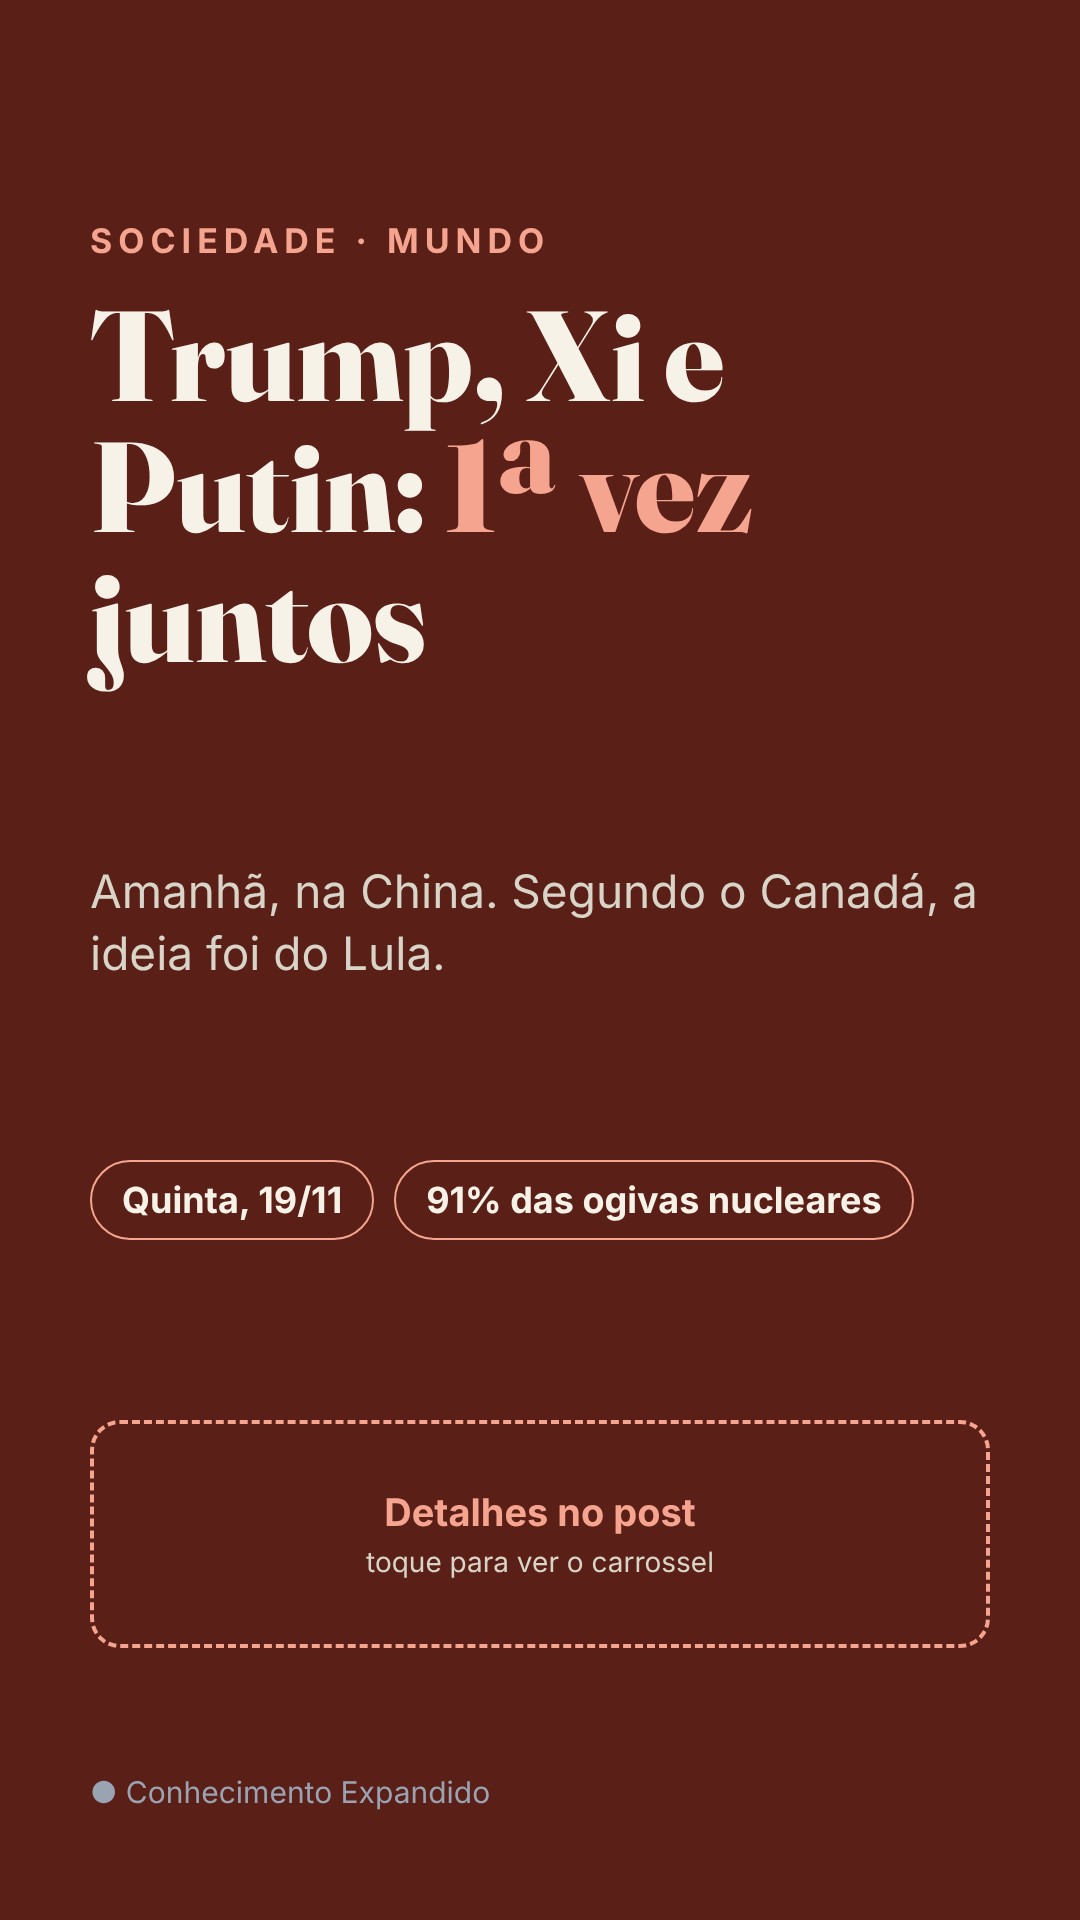 SOCIEDADE · MUNDO
Trump, Xi e
Putin: 1ª vez
juntos
Amanhã, na China. Segundo o Canadá, a
ideia foi do Lula.
Quinta, 19/11
91% das ogivas nucleares
Detalhes no post
toque para ver o carrossel
Conhecimento Expandido